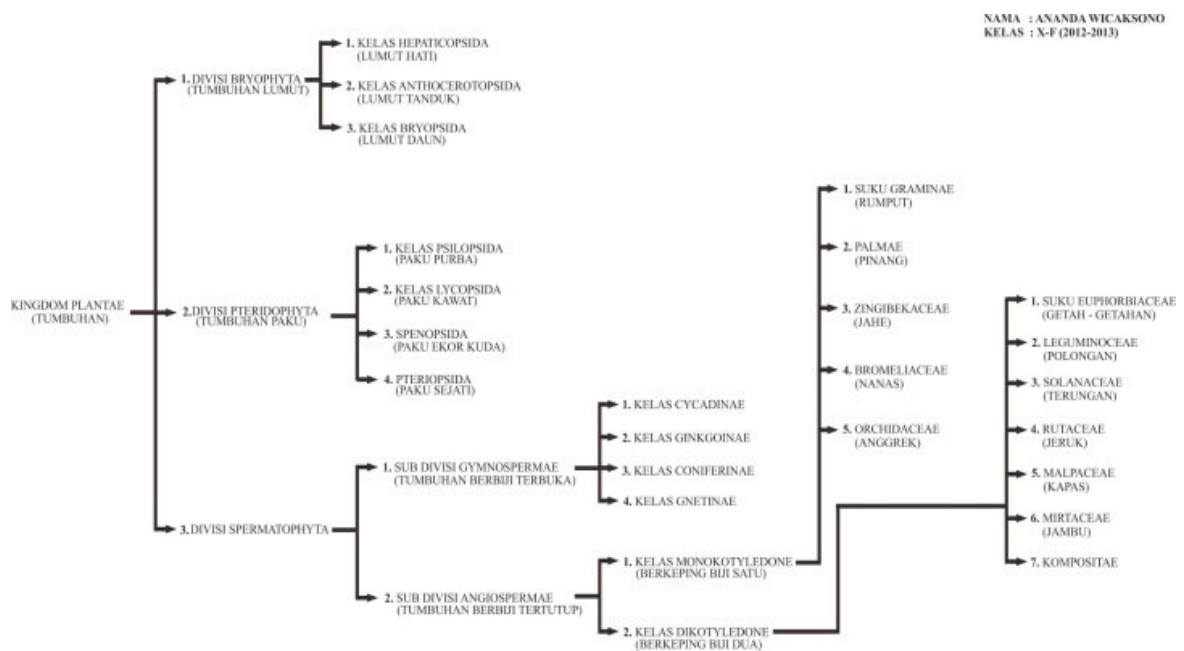 NAMA : ANANDA WICAKSONO
KELAS : X-F (2012-2013)
KINGDOM PLANTAE
(TUMBUHAN)
1. DIVISI BRYOPHYTA
(TUMBUHAN LUMUT)
1. KELAS HEPATICOPSIDA
(LUMUT HATI)
2. KELAS ANTHOCEROTOPSIDA
(LUMUT TANDUK)
3. KELAS BRYOPSIDA
(LUMUT DAUN)
2.DIVISI PTERIDOPHYTA
(TUMBUHAN PAKU)
1. KELAS PSILOPSIDA
(PAKU PURBA)
2. KELAS LYCOPSIDA
(PAKU KAWAT)
3. SPENOPSIDA
(PAKU EKOR KUDA)
4. PTERIOPSIDA
(PAKU SEJATI)
3.DIVISI SPERMATOPHYTA
1. SUB DIVISI GYMNOSPERMAE
(TUMBUHAN BERBIJI TERBUKA)
1. KELAS CYCADINAE
2. KELAS GINKGOINAE
3. KELAS CONIFERINAE
4. KELAS GNETINAE
2. SUB DIVISI ANGIOSPERMAE
(TUMBUHAN BERBIJI TERTUTUP)
1. KELAS MONOKOTYLEDONE
(BERKEPING BIJI SATU)
1. SUKU GRAMINAE
(RUMPUT)
2. PALMAE
(PINANG)
3. ZINGIBEKACEAE
(JAHE)
4. BROMELIACEAE
(NANAS)
5. ORCHIDACEAE
(ANGGREK)
2. KELAS DIKOTYLEDONE
(BERKEPING BIJI DUA)
1. SUKU EUPHORBIACEAE
(GETAH - GETAHAN)
2. LEGUMINOCEAE
(POLONGAN)
3. SOLANACEAE
(TERUNGAN)
4. RUTACEAE
(JERUK)
5. MALPACEAE
(KAPAS)
6. MIRTACEAE
(JAMBU)
7. KOMPOSITAE